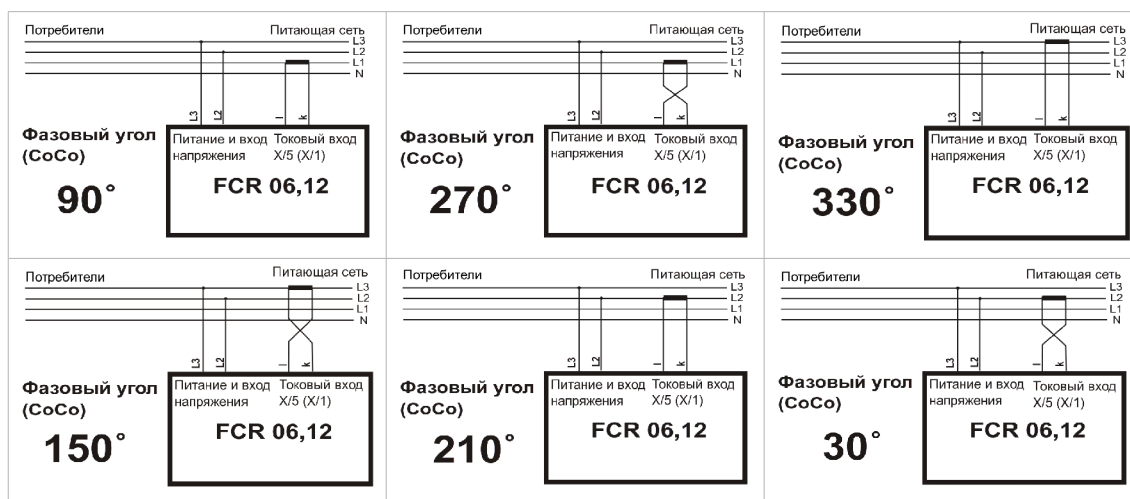 Потребители Питающая сеть
L3
L2
L1
N
L3 L2 l k
Фазовый угол
(CoCo)
90°
Питание и вход Токовый вход
напряжения X/5 (X/1)
FCR 06,12
Потребители Питающая сеть
L3
L2
L1
N
L3 L2 l k
Фазовый угол
(CoCo)
270°
Питание и вход Токовый вход
напряжения X/5 (X/1)
FCR 06,12
Потребители Питающая сеть
L3
L2
L1
N
L3 L2 l k
Фазовый угол
(CoCo)
330°
Питание и вход Токовый вход
напряжения X/5 (X/1)
FCR 06,12
Потребители Питающая сеть
L3
L2
L1
N
L3 L2 l k
Фазовый угол
(CoCo)
150°
Питание и вход Токовый вход
напряжения X/5 (X/1)
FCR 06,12
Потребители Питающая сеть
L3
L2
L1
N
L3 L2 l k
Фазовый угол
(CoCo)
210°
Питание и вход Токовый вход
напряжения X/5 (X/1)
FCR 06,12
Потребители Питающая сеть
L3
L2
L1
N
L3 L2 l k
Фазовый угол
(CoCo)
30°
Питание и вход Токовый вход
напряжения X/5 (X/1)
FCR 06,12